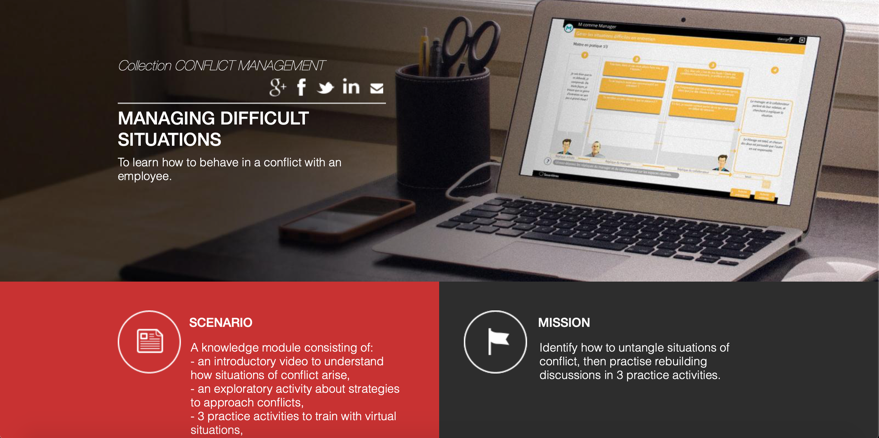 Collection CONFLICT MANAGEMENT
MANAGING DIFFICULT
SITUATIONS
To learn how to behave in a conflict with an
employee.
M comme Manager
SCENARIO
A knowledge module consisting of:
- an introductory video to understand
how situations of conflict arise,
- an exploratory activity about strategies
to approach conflicts,
- 3 practice activities to train with virtual
situations,
MISSION
Identify how to untangle situations of
conflict, then practise rebuilding
discussions in 3 practice activities.